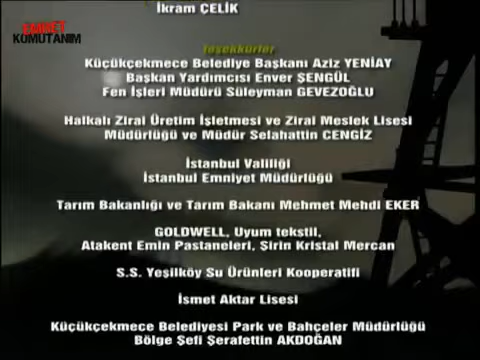 İkram ÇELİK
EMRET
KOMUTANIM
teşekkürler
Küçükçekmece Belediye Başkanı Aziz YENİAY
Başkan Yardımcısı Enver ŞENGÜL
Fen İşleri Müdürü Süleyman GEVEZOĞLU
Halkalı Ziraî Üretim İşletmesi ve Ziraî Meslek Lisesi
Müdürlüğü ve Müdür Selahattin CENGİZ
İstanbul Valiliği
İstanbul Emniyet Müdürlüğü
Tarım Bakanlığı ve Tarım Bakanı Mehmet Mehdi EKER
GOLDWELL, Uyum tekstil,
Atakent Emin Pastaneleri, Şirin Kristal Mercan
S.S. Yeşilköy Su Ürünleri Kooperatifi
İsmet Aktar Lisesi
Küçükçekmece Belediyesi Park ve Bahçeler Müdürlüğü
Bölge Şefi Şerafettin AKDOĞAN